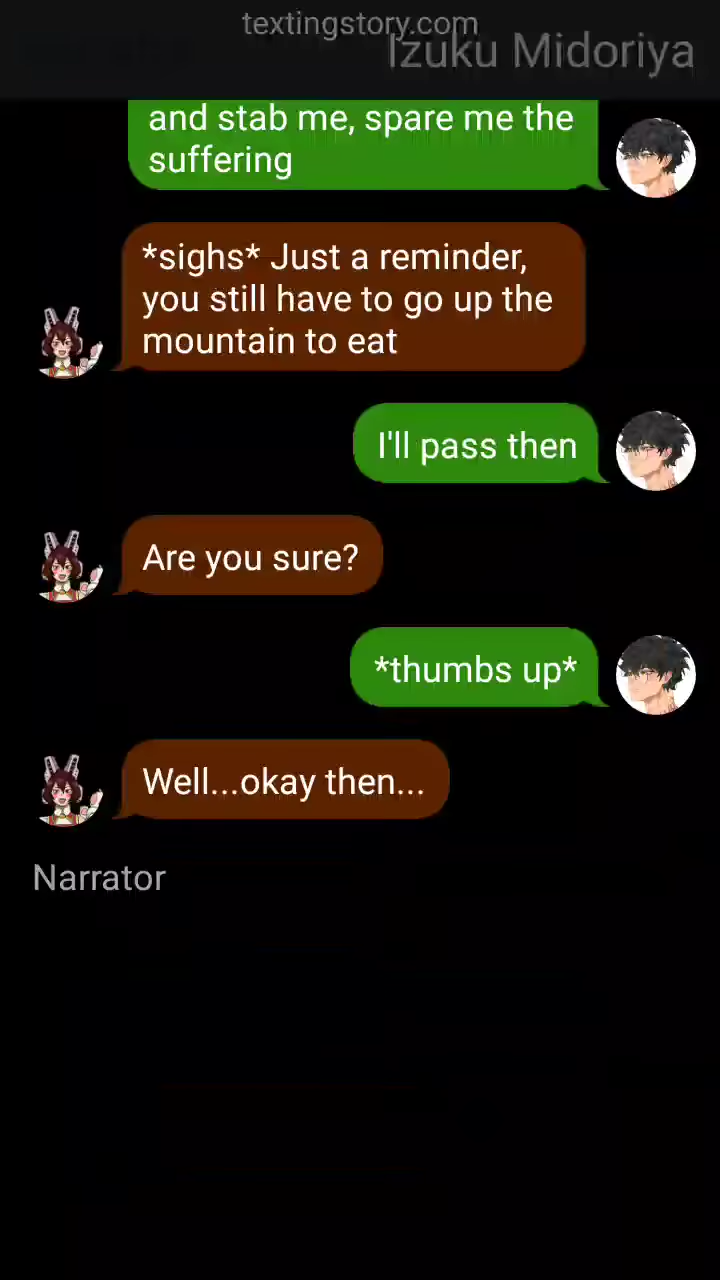 textingstory.com
Izuku Midoriya
and stab me, spare me the
suffering
*sighs* Just a reminder,
you still have to go up the
mountain to eat
I'll pass then
Are you sure?
*thumbs up*
Well...okay then...
Narrator